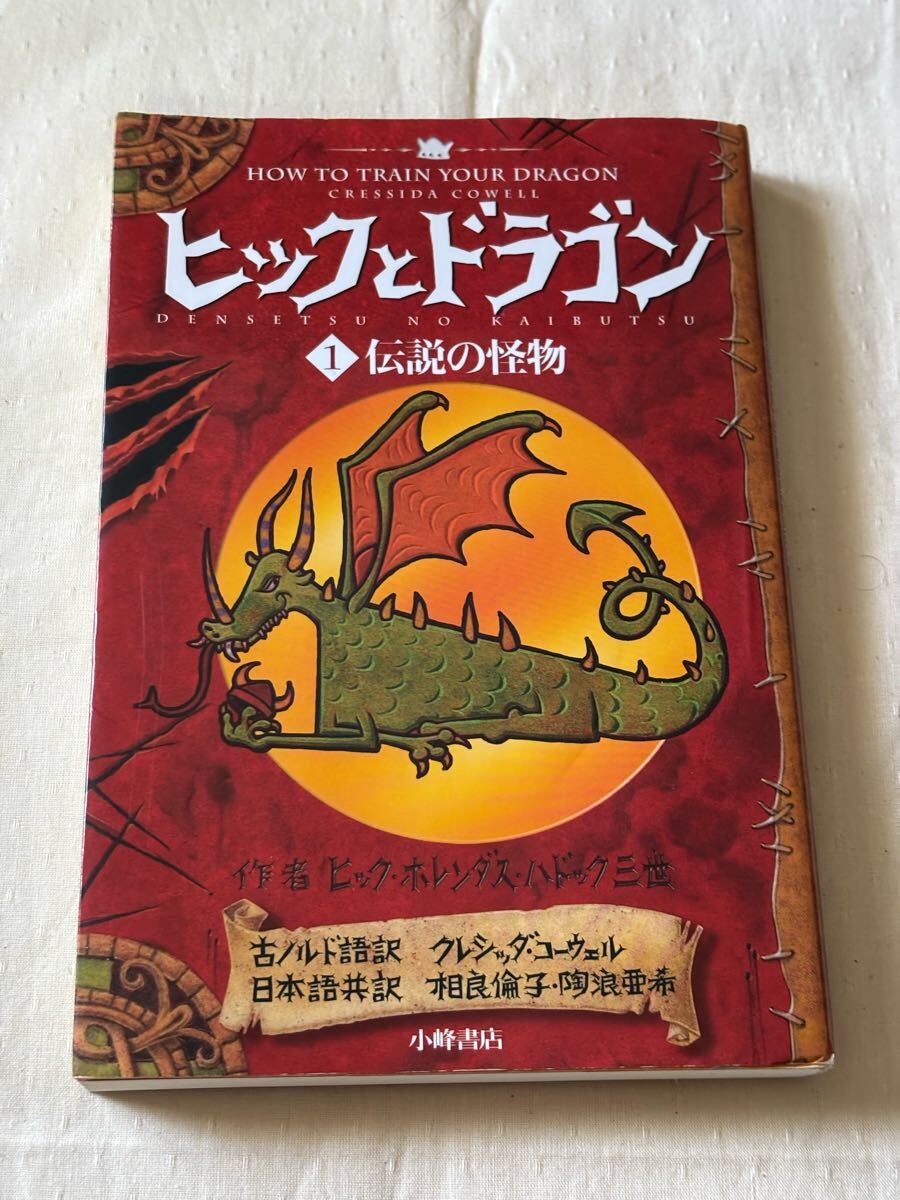 HOW TO TRAIN YOUR DRAGON
CRESSIDA COWELL
ヒックとドラゴン
DENSETSU NO KAIBUTSU
1 伝説の怪物
作者 ヒック・ホレンダス・ハドック三世
古ノルド語訳 クレシッダ・コーウェル
日本語共訳 相良倫子・陶浪亜希
小峰書店